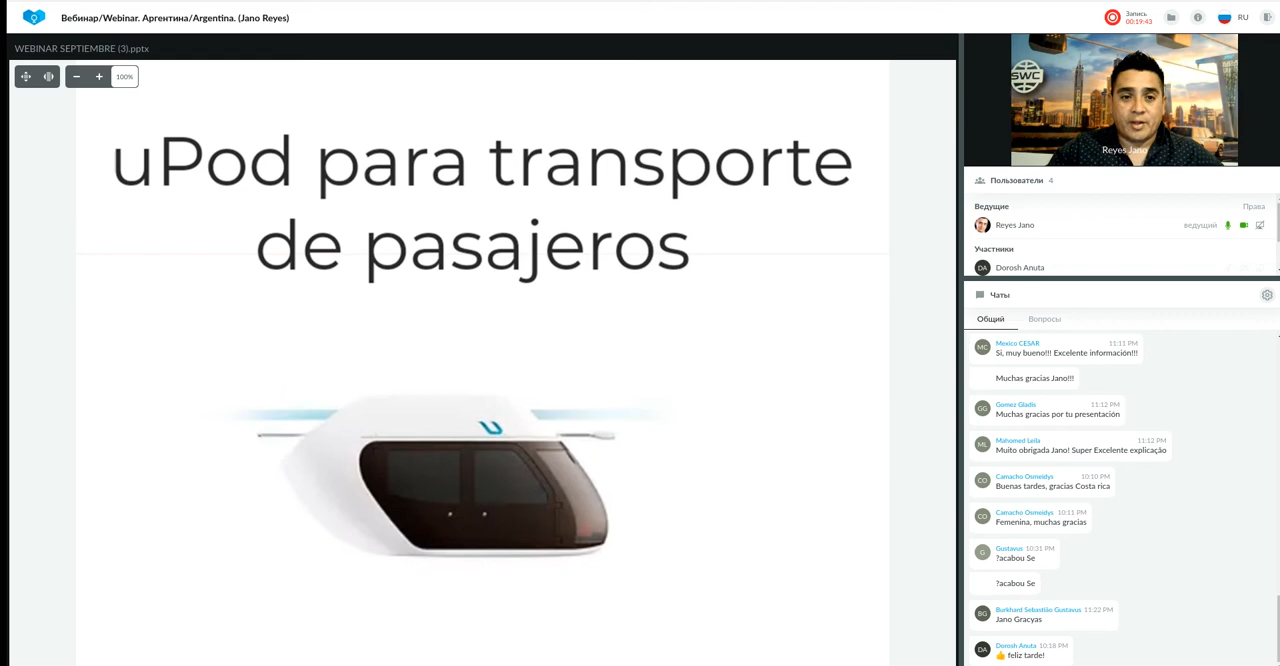 Вебинар/Webinar. Аргентина/Argentina. (Jano Reyes)
Запись
00:19:43
RU
WEBINAR SEPTIEMBRE (3).pptx
100%
uPod para transporte
de pasajeros
SWC
Reyes Jano
Пользователи 4
Ведущие Права
Reyes Jano ведущий
Участники
DA Dorosh Anuta
Чаты
Общий Вопросы
MC Mexico CESAR 11:11 PM
Si, muy bueno!!! Excelente información!!!
Muchas gracias Jano!!!
GG Gomez Gladis 11:12 PM
Muchas gracias por tu presentación
ML Mahomed Leila 11:12 PM
Muito obrigada Jano! Super Excelente explicação
CO Camacho Osmeidys 10:10 PM
Buenas tardes, gracias Costa rica
CO Camacho Osmeidys 10:11 PM
Femenina, muchas gracias
G Gustavus 10:31 PM
?acabou Se
?acabou Se
BG Burkhard Sebastião Gustavus 11:22 PM
Jano Gracyas
DA Dorosh Anuta 10:18 PM
👍 feliz tarde!